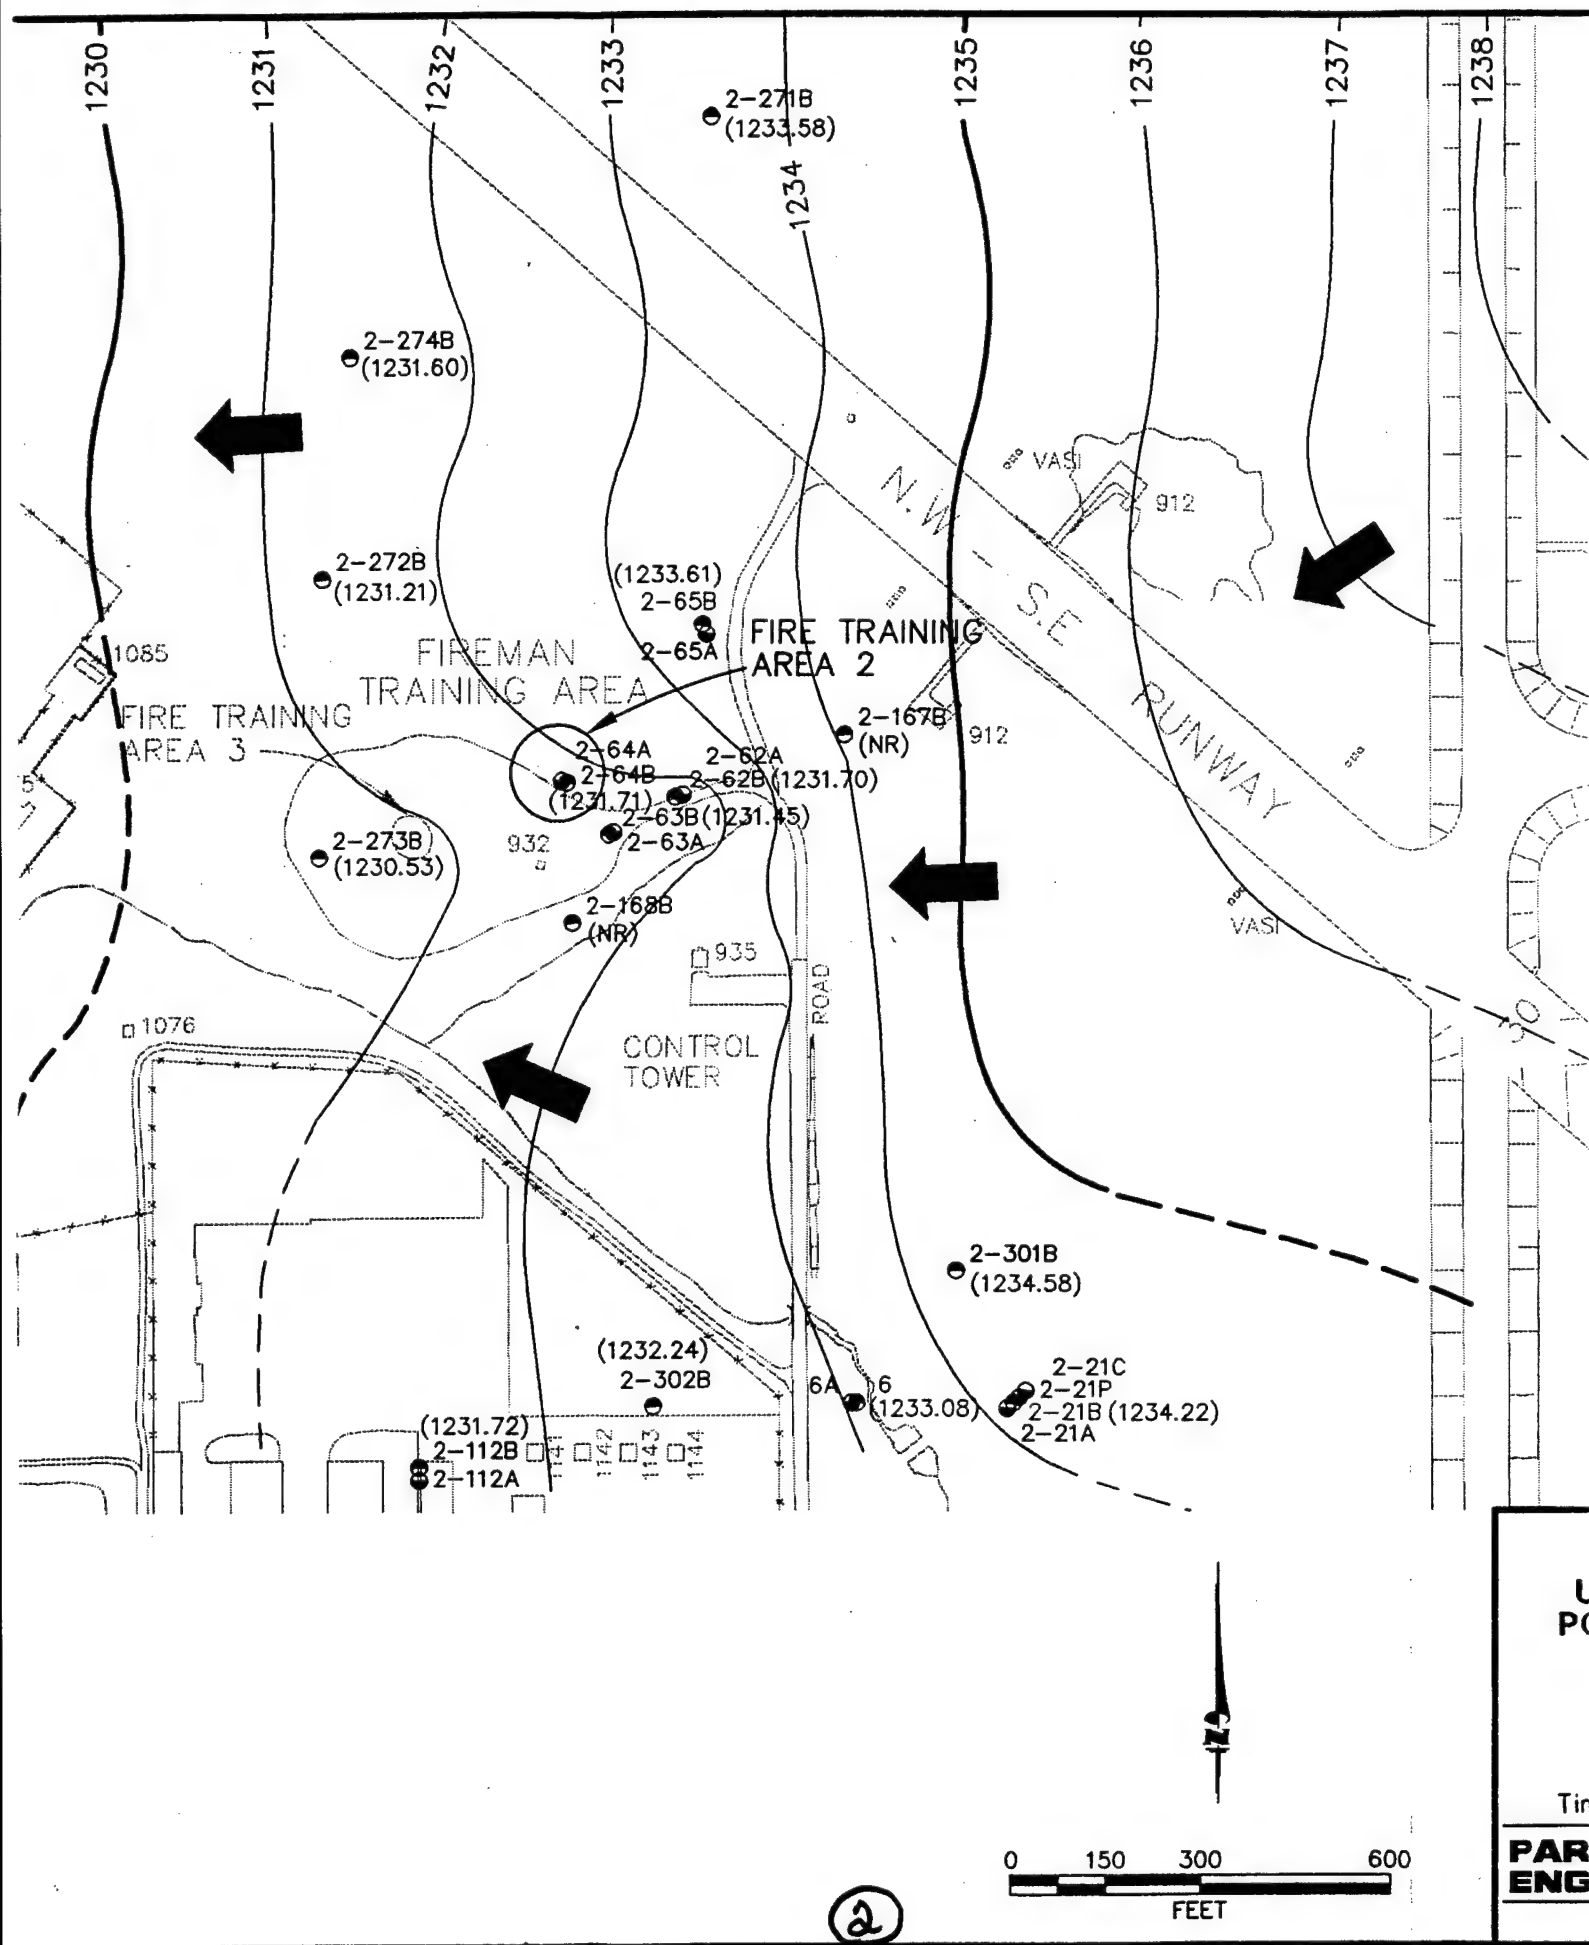 1230
1231
1232
1233
1234
1235
1236
1237
1238
2-271B
(1233.58)
2-274B
(1231.60)
VASI
912
N.W. - S.E RUNWAY
2-272B
(1231.21)
(1233.61)
2-65B
2-65A
FIRE TRAINING
AREA 2
FIREMAN
TRAINING AREA
1085
FIRE TRAINING
AREA 3
2-167B
(NR)
912
2-64A
2-64B
(1231.71)
2-62A
2-62B (1231.70)
2-63B (1231.45)
2-63A
932
2-273B
(1230.53)
2-168B
(NR)
VASI
935
ROAD
30
1076
CONTROL
TOWER
2-301B
(1234.58)
(1232.24)
2-302B
6A
6
(1233.08)
2-21C
2-21P
2-21B (1234.22)
2-21A
(1231.72)
2-112B
2-112A
1141
1142
1143
1144
N
0 150 300 600
FEET
2
PAR
ENG